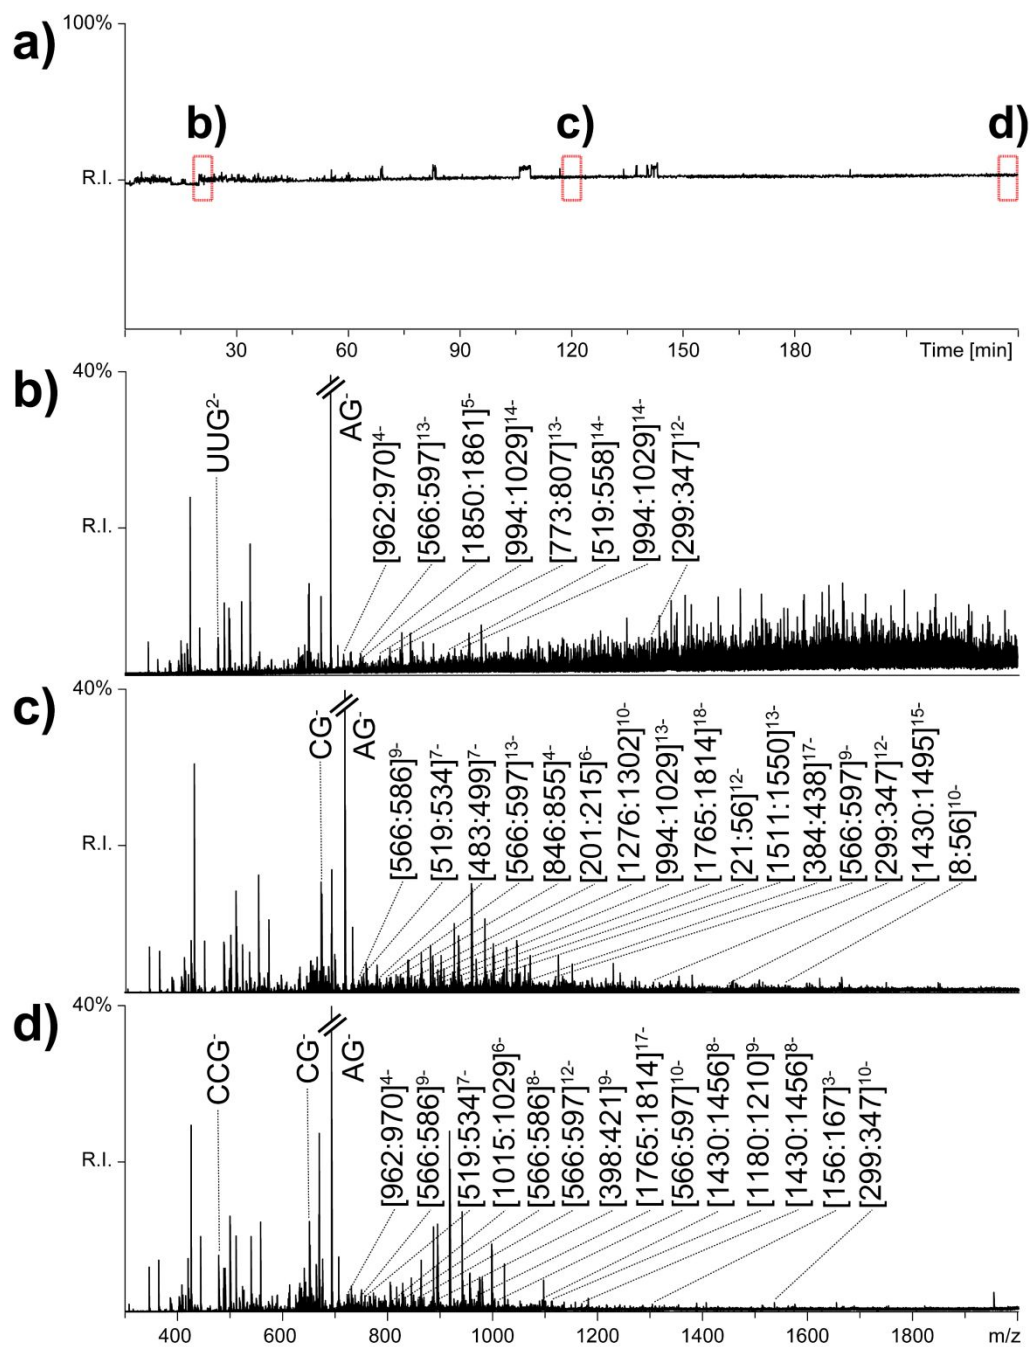 a)
100%
b)
c)
d)
R.I.
30
60
90
120
150
180
Time [min]
b)
40%
R.I.
UUG2-
AG-
[962:970]4-
[566:597]13-
[1850:1861]5-
[994:1029]14-
[773:807]13-
[519:558]14-
[994:1029]14-
[299:347]12-
c)
40%
R.I.
CG-
AG-
[566:586]9-
[519:534]7-
[483:499]7-
[566:597]13-
[846:855]4-
[201:215]6-
[1276:1302]10-
[994:1029]13-
[1765:1814]18-
[21:56]12-
[1511:1550]13-
[384:438]17-
[566:597]9-
[299:347]12-
[1430:1495]15-
[8:56]10-
d)
40%
R.I.
CCG-
CG-
AG-
[962:970]4-
[566:586]9-
[519:534]7-
[1015:1029]6-
[566:586]8-
[566:597]12-
[398:421]9-
[1765:1814]17-
[566:597]10-
[1430:1456]8-
[1180:1210]9-
[1430:1456]8-
[156:167]3-
[299:347]10-
400
600
800
1000
1200
1400
1600
1800
m/z